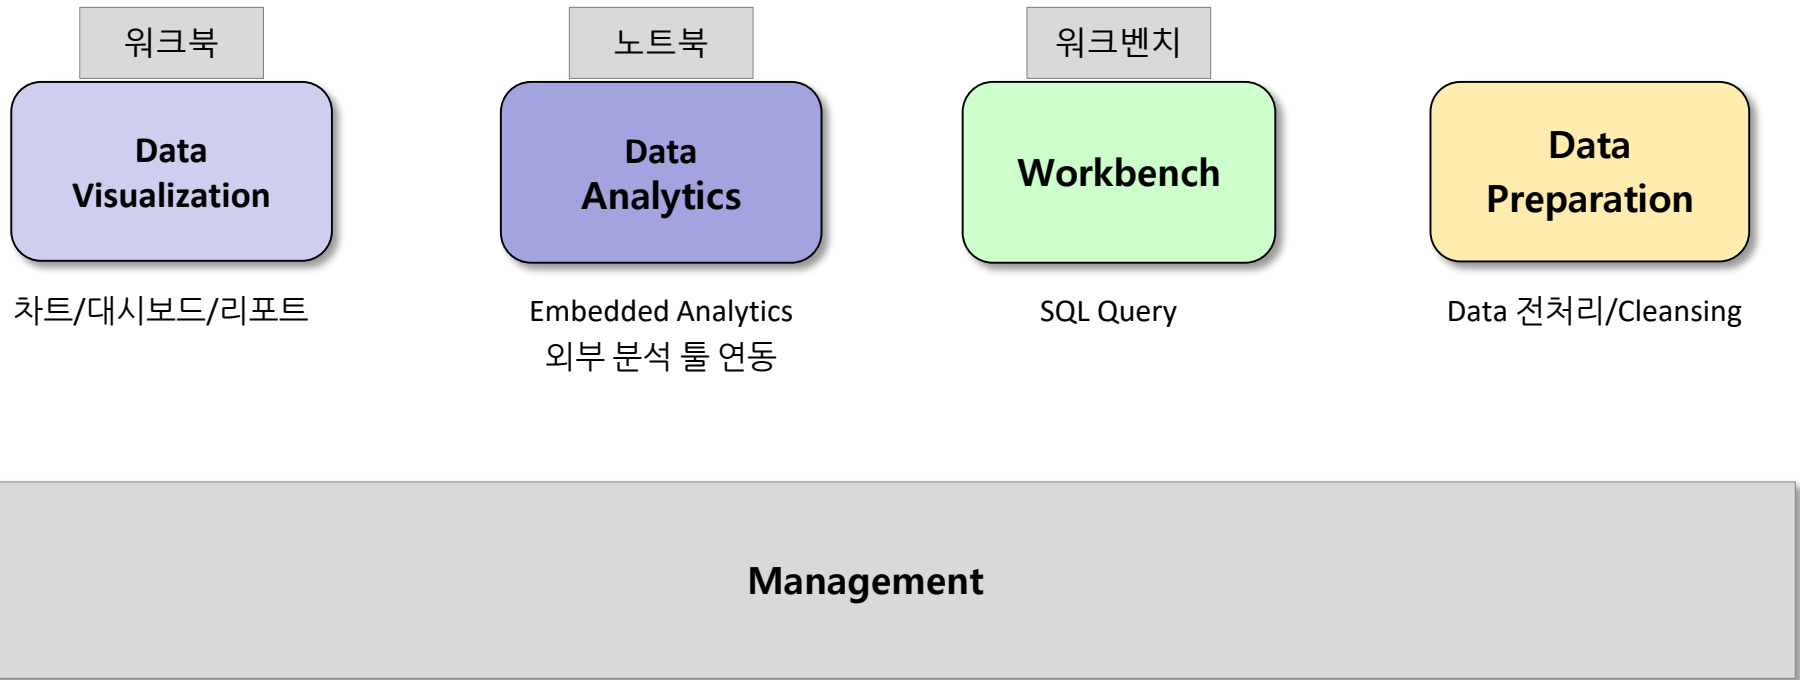 워크북
노트북
워크벤치
Data
Visualization
Data
Analytics
Workbench
Data
Preparation
차트/대시보드/리포트
Embedded Analytics
외부 분석 툴 연동
SQL Query
Data 전처리/Cleansing
Management